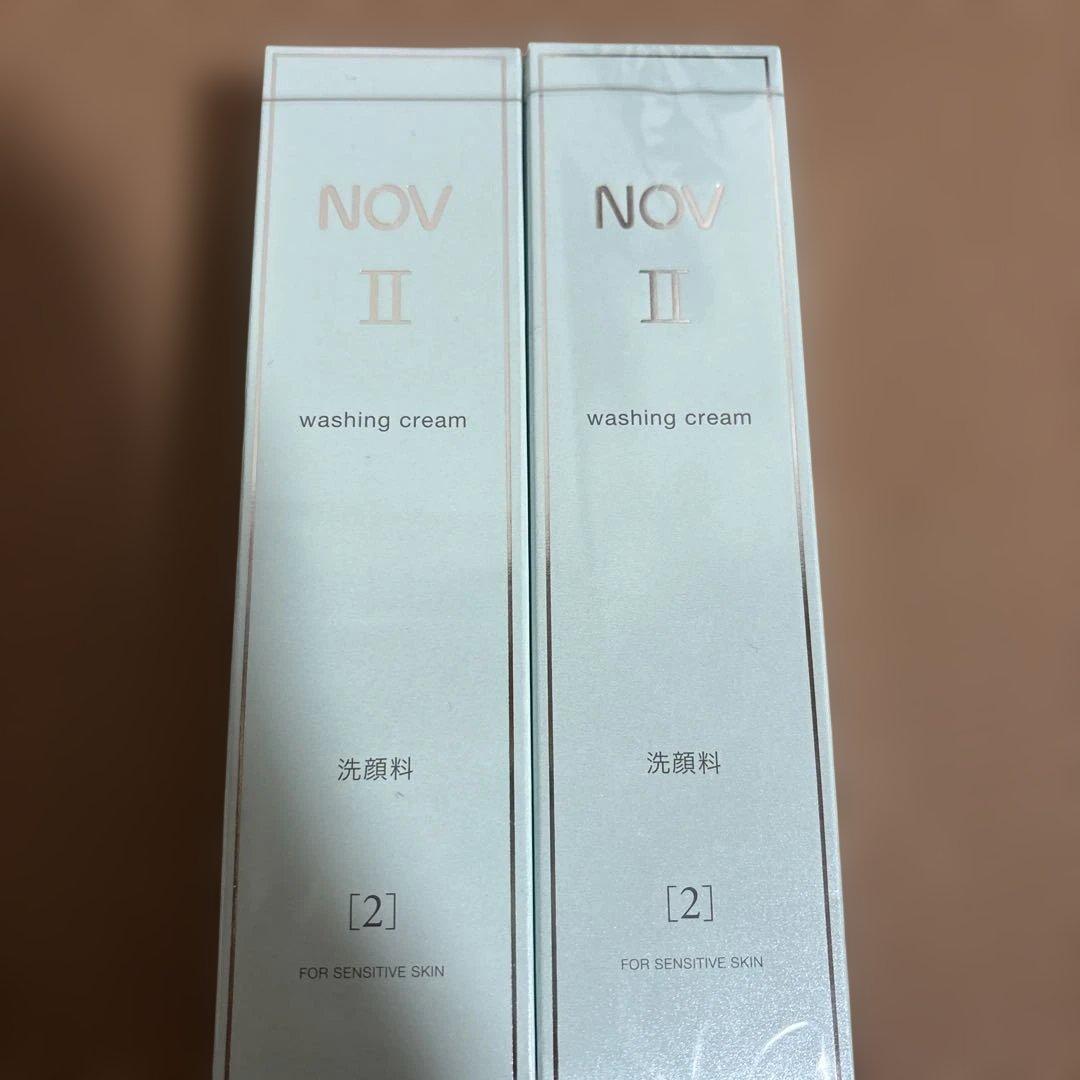 NOV
II
washing cream
洗顔料
[2]
FOR SENSITIVE SKIN
NOV
II
washing cream
洗顔料
[2]
FOR SENSITIVE SKIN